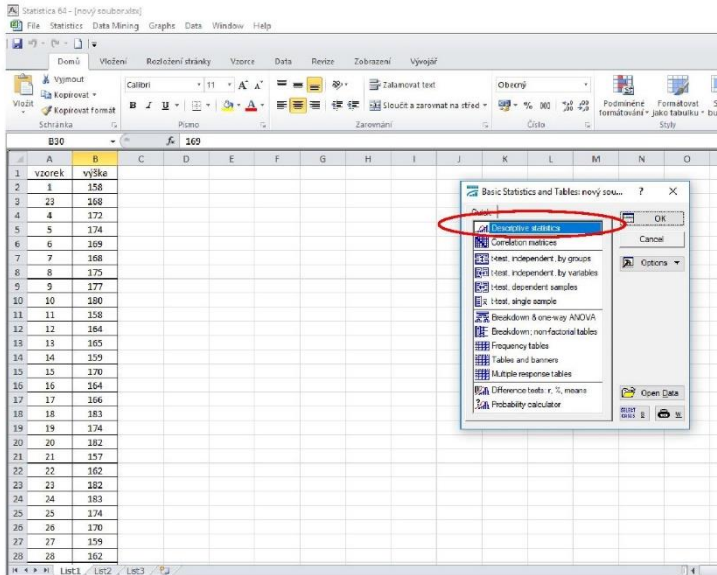 Statistica 64 - [nový soubor.xlsx]
File Statistics Data Mining Graphs Data Window Help
Domů Vložení Rozložení stránky Vzorce Data Revize Zobrazení Vývojář
Vložit
Vyjmout
Kopírovat
Kopírovat formát
Schránka
Calibri 11
B I U
Písmo
Zalamovat text
Sloučit a zarovnat na střed
Zarovnání
Obecný
% 000
Číslo
Podmíněné formátování
Formátovat jako tabulku
Styly
B30 fx 169
A B C D E F G H I J K L M N O
1 vzorek výška
2 1 158
3 23 168
4 4 172
5 5 174
6 6 169
7 7 168
8 8 175
9 9 177
10 10 180
11 11 158
12 12 164
13 13 165
14 14 159
15 15 170
16 16 164
17 17 166
18 18 183
19 19 174
20 20 182
21 21 157
22 22 162
23 23 182
24 24 183
25 25 174
26 26 170
27 27 159
28 28 162
List1 List2 List3
Basic Statistics and Tables: nový sou... ? X
Quick
Descriptive statistics
Correlation matrices
t-test, independent, by groups
t-test, independent, by variables
t-test, dependent samples
t-test, single sample
Breakdown & one-way ANOVA
Breakdown; non-factorial tables
Frequency tables
Tables and banners
Multiple response tables
Difference tests: r, %, means
Probability calculator
OK
Cancel
Options
Open Data
SELECT CASES S W